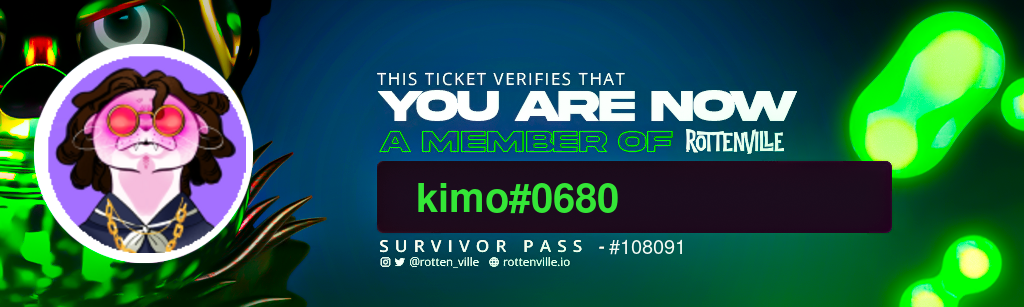 THIS TICKET VERIFIES THAT
YOU ARE NOW
A MEMBER OF ROTTENVILLE
kimo#0680
SURVIVOR PASS - #108091
@rotten_ville rottenville.io